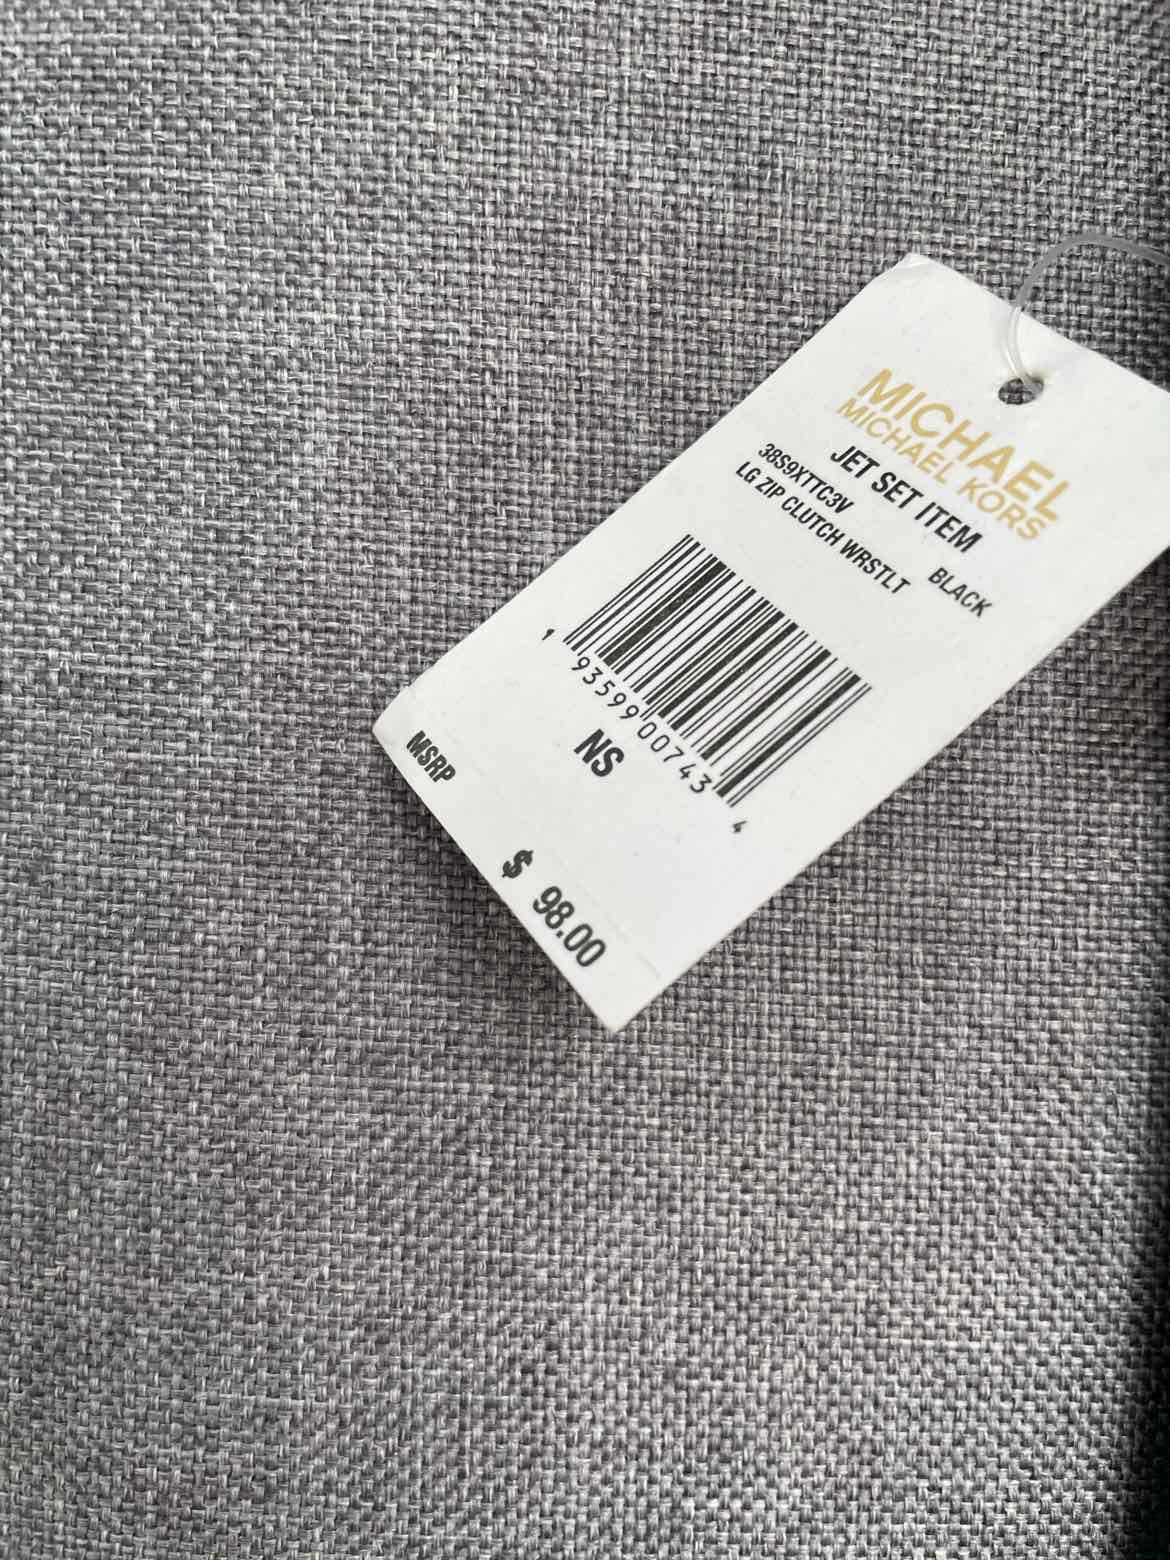 MICHAEL
MICHAEL KORS
JET SET ITEM
38S9XTTC3V BLACK
LG ZIP CLUTCH WRSTLT
1 93599 00743 4
NS
MSRP
$ 98.00